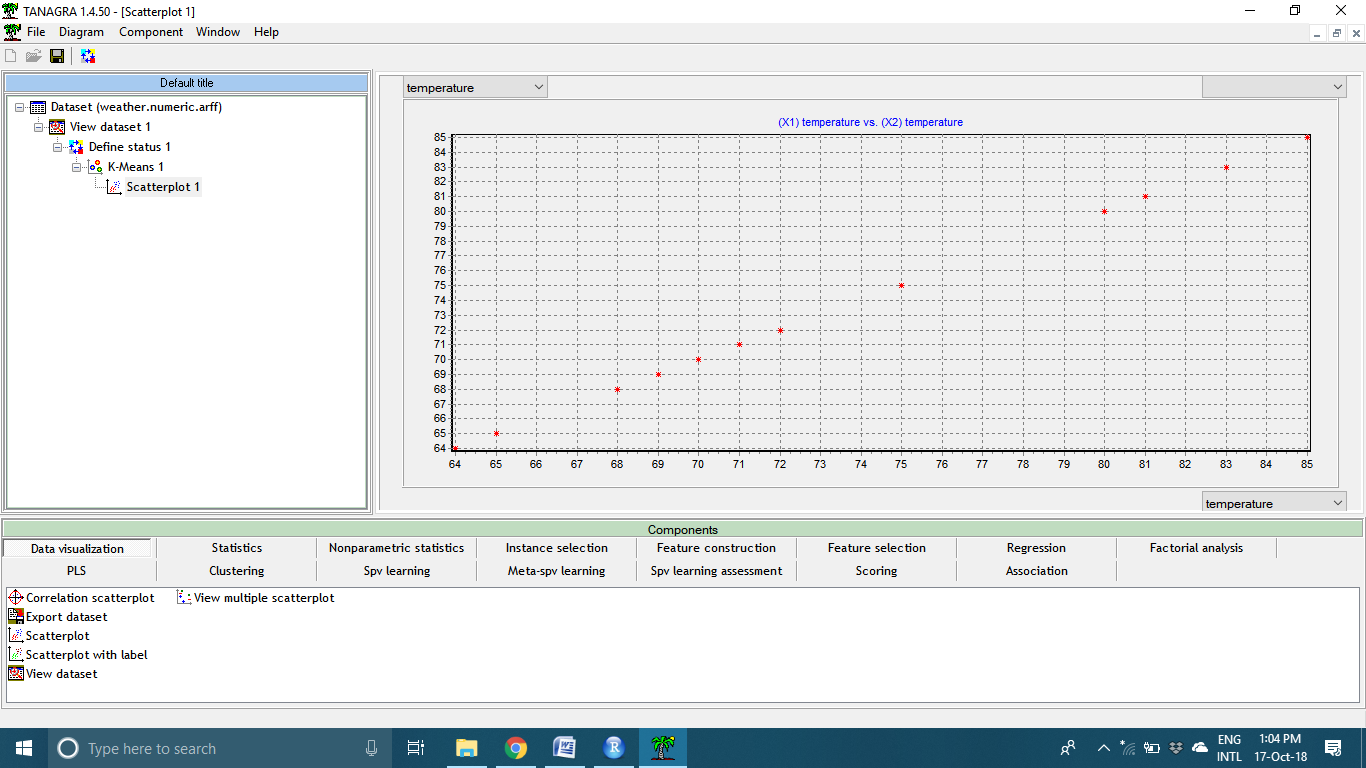 TANAGRA 1.4.50 - [Scatterplot 1]
File Diagram Component Window Help
Default title
Dataset (weather.numeric.arff)
View dataset 1
Define status 1
K-Means 1
Scatterplot 1
temperature
(X1) temperature vs. (X2) temperature
85
84
83
82
81
80
79
78
77
76
75
74
73
72
71
70
69
68
67
66
65
64
64 65 66 67 68 69 70 71 72 73 74 75 76 77 78 79 80 81 82 83 84 85
temperature
Components
Data visualization Statistics Nonparametric statistics Instance selection Feature construction Feature selection Regression Factorial analysis
PLS Clustering Spv learning Meta-spv learning Spv learning assessment Scoring Association
Correlation scatterplot View multiple scatterplot
Export dataset
Scatterplot
Scatterplot with label
View dataset
Type here to search
ENG 1:04 PM
INTL 17-Oct-18